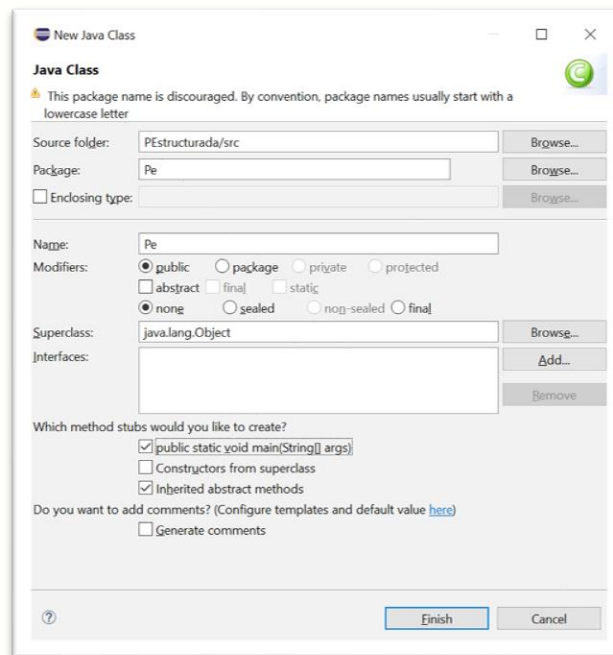 New Java Class
Java Class
This package name is discouraged. By convention, package names usually start with a
lowercase letter
Source folder: PEstructurada/src Browse...
Package: Pe Browse...
Enclosing type: Browse...
Name: Pe
Modifiers: public package private protected
abstract final static
none sealed non-sealed final
Superclass: java.lang.Object Browse...
Interfaces: Add...
Remove
Which method stubs would you like to create?
public static void main(String[] args)
Constructors from superclass
Inherited abstract methods
Do you want to add comments? (Configure templates and default value here)
Generate comments
? Finish Cancel